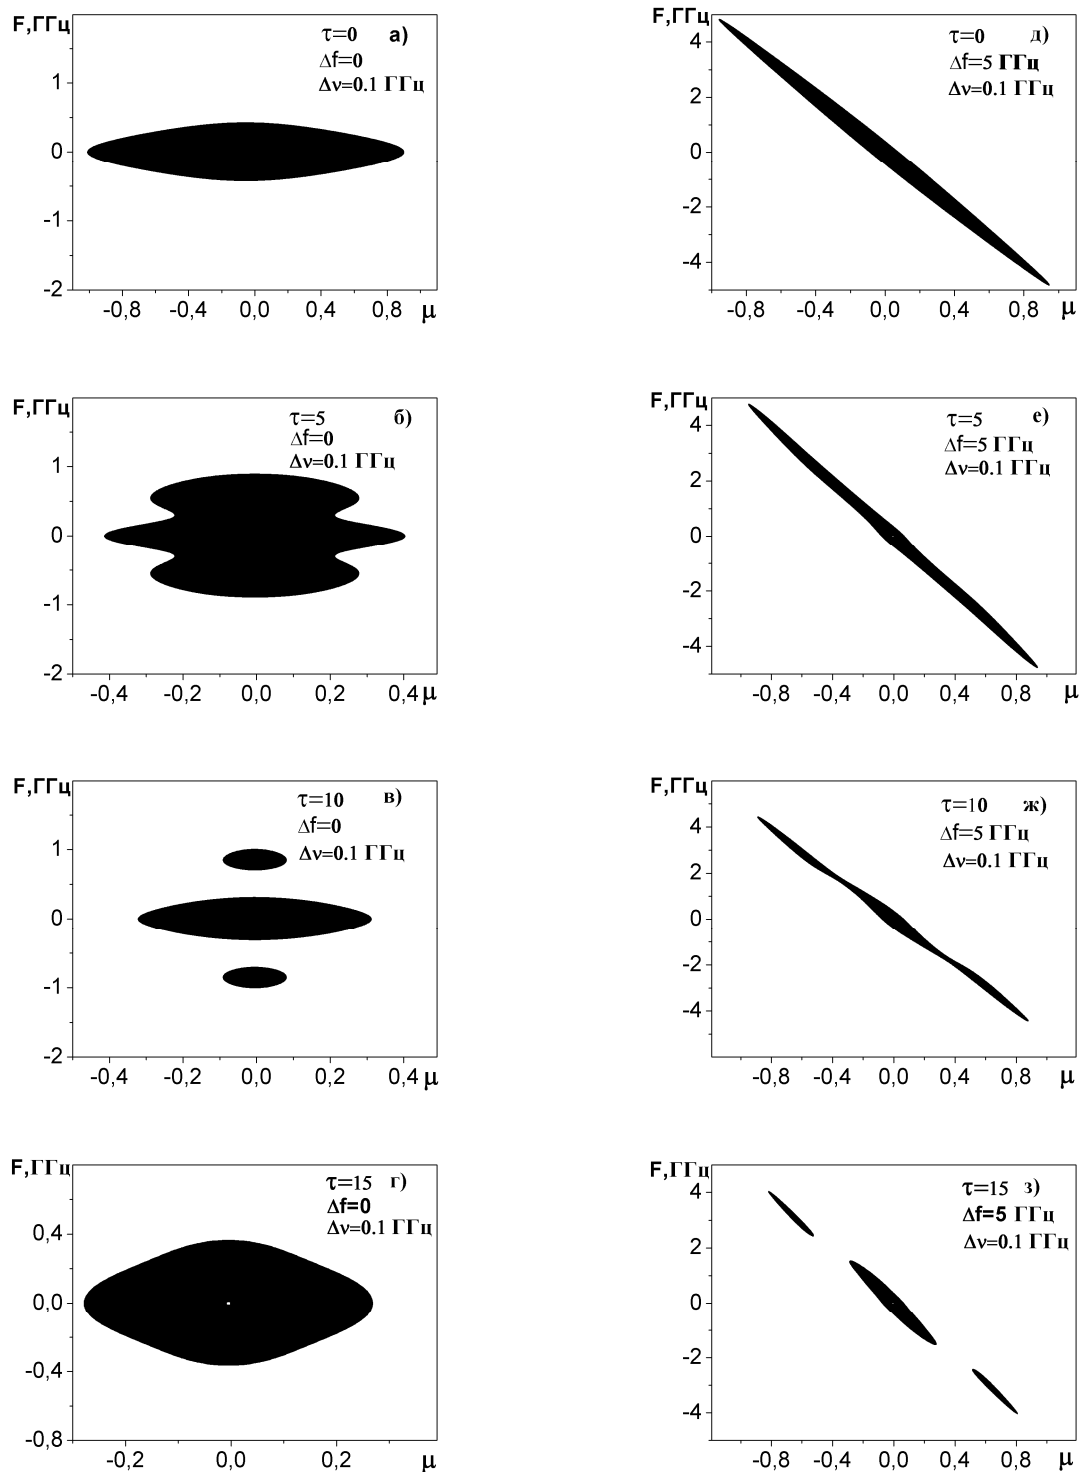 F,ГГц
τ=0 а)
Δf=0
Δν=0.1 ГГц
1
0
-1
-2
-0,8 -0,4 0,0 0,4 0,8 μ
F,ГГц
τ=0 д)
Δf=5 ГГц
Δν=0.1 ГГц
4
2
0
-2
-4
-0,8 -0,4 0,0 0,4 0,8 μ
F,ГГц
τ=5 б)
Δf=0
Δν=0.1 ГГц
1
0
-1
-2
-0,4 -0,2 0,0 0,2 0,4 μ
F,ГГц
τ=5 е)
Δf=5 ГГц
Δν=0.1 ГГц
4
2
0
-2
-4
-0,8 -0,4 0,0 0,4 0,8 μ
F,ГГц
τ=10 в)
Δf=0
Δν=0.1 ГГц
1
0
-1
-2
-0,4 -0,2 0,0 0,2 0,4 μ
F,ГГц
τ=10 ж)
Δf=5 ГГц
Δν=0.1 ГГц
4
2
0
-2
-4
-0,8 -0,4 0,0 0,4 0,8 μ
F,ГГц
τ=15 г)
Δf=0
Δν=0.1 ГГц
0,4
0,0
-0,4
-0,8
-0,2 0,0 0,2 μ
F,ГГц
τ=15 з)
Δf=5 ГГц
Δν=0.1 ГГц
4
2
0
-2
-4
-0,8 -0,4 0,0 0,4 0,8 μ